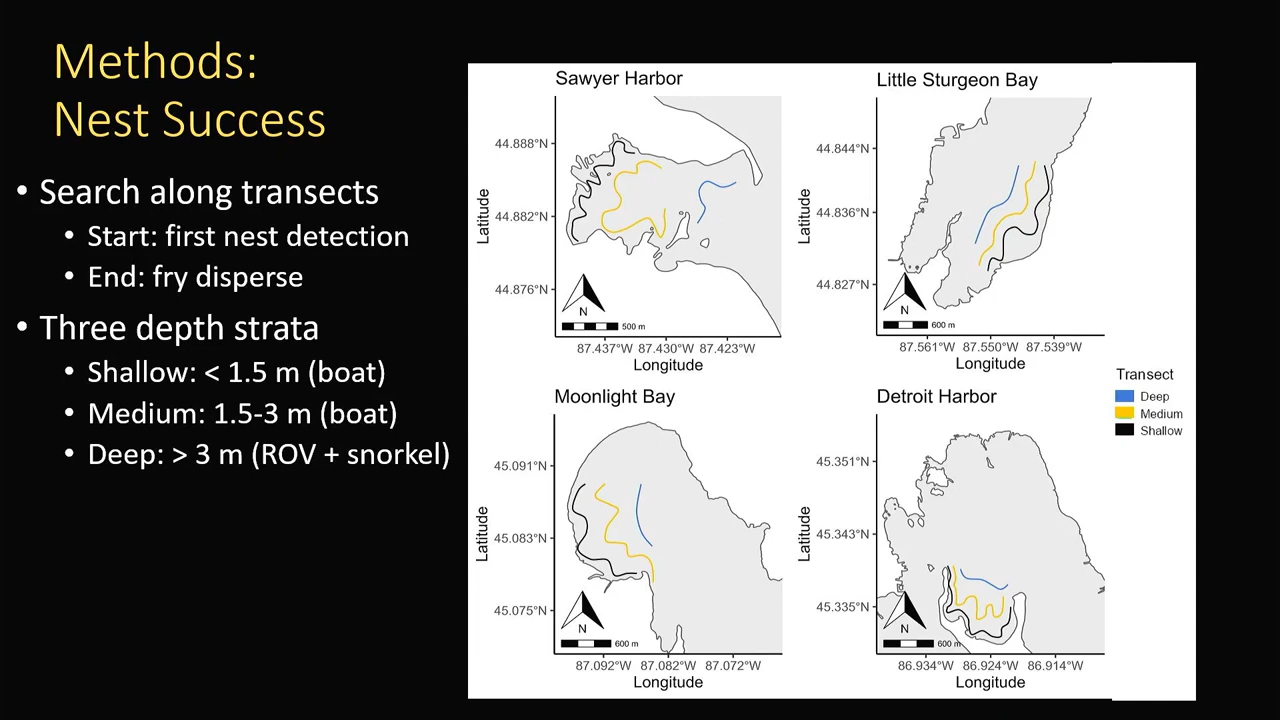 Methods:
Nest Success
• Search along transects
• Start: first nest detection
• End: fry disperse
• Three depth strata
• Shallow: < 1.5 m (boat)
• Medium: 1.5-3 m (boat)
• Deep: > 3 m (ROV + snorkel)
Sawyer Harbor
Latitude
44.888°N
44.882°N
44.876°N
N
500 m
87.437°W 87.430°W 87.423°W
Longitude
Little Sturgeon Bay
Latitude
44.844°N
44.836°N
44.827°N
N
600 m
87.561°W 87.550°W 87.539°W
Longitude
Moonlight Bay
Latitude
45.091°N
45.083°N
45.075°N
N
600 m
87.092°W 87.082°W 87.072°W
Longitude
Detroit Harbor
Latitude
45.351°N
45.343°N
45.335°N
N
600 m
86.934°W 86.924°W 86.914°W
Longitude
Transect
Deep
Medium
Shallow